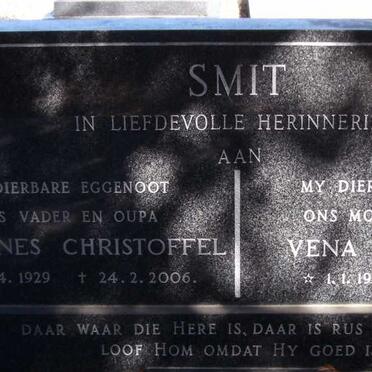 SMIT
IN LIEFDEVOLLE HERINNERI
AAN
DIERBARE EGGENOOT MY DIER
S VADER EN OUPA ONS MO
NES CHRISTOFFEL VENA
4. 1929 † 24.2.2006. ☆ 1.1.19
DAAR WAAR DIE HERE IS, DAAR IS RUS
LOOF HOM OMDAT HY GOED I